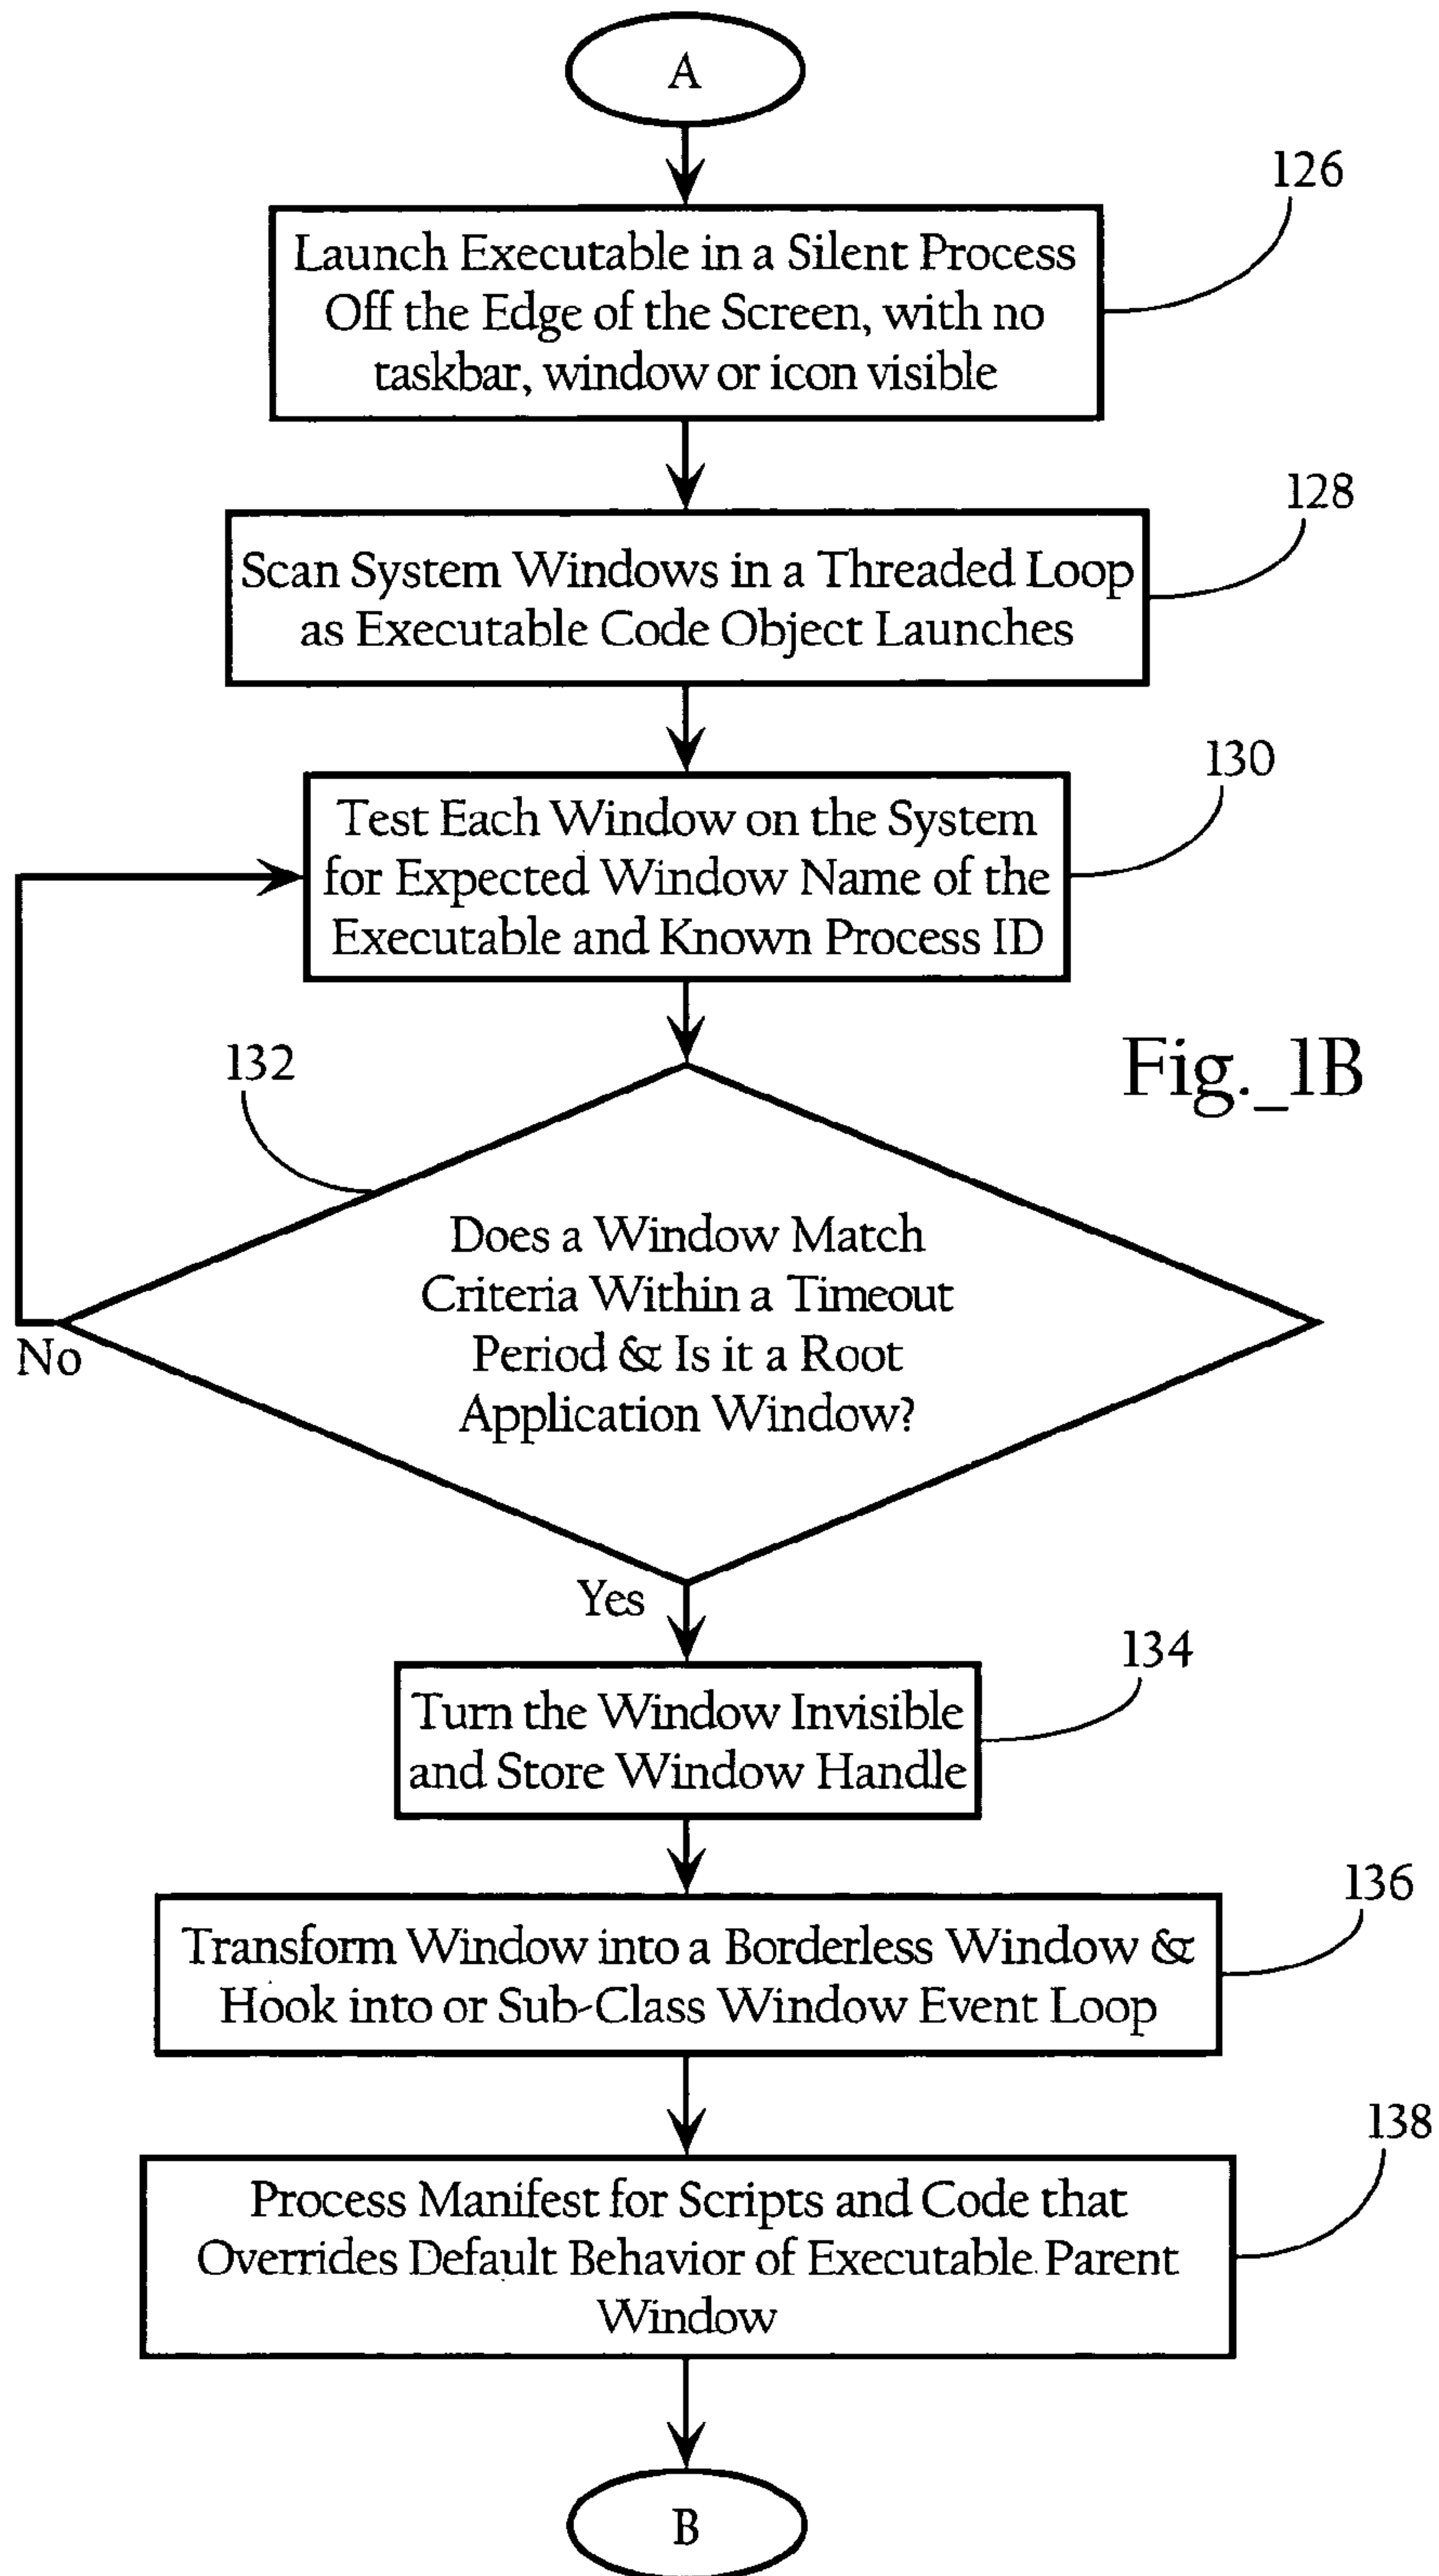 A
126
Launch Executable in a Silent Process
Off the Edge of the Screen, with no
taskbar, window or icon visible
128
Scan System Windows in a Threaded Loop
as Executable Code Object Launches
130
Test Each Window on the System
for Expected Window Name of the
Executable and Known Process ID
Fig._1B
132
Does a Window Match
Criteria Within a Timeout
Period & Is it a Root
Application Window?
No
Yes
134
Turn the Window Invisible
and Store Window Handle
136
Transform Window into a Borderless Window &
Hook into or Sub-Class Window Event Loop
138
Process Manifest for Scripts and Code that
Overrides Default Behavior of Executable Parent
Window
B